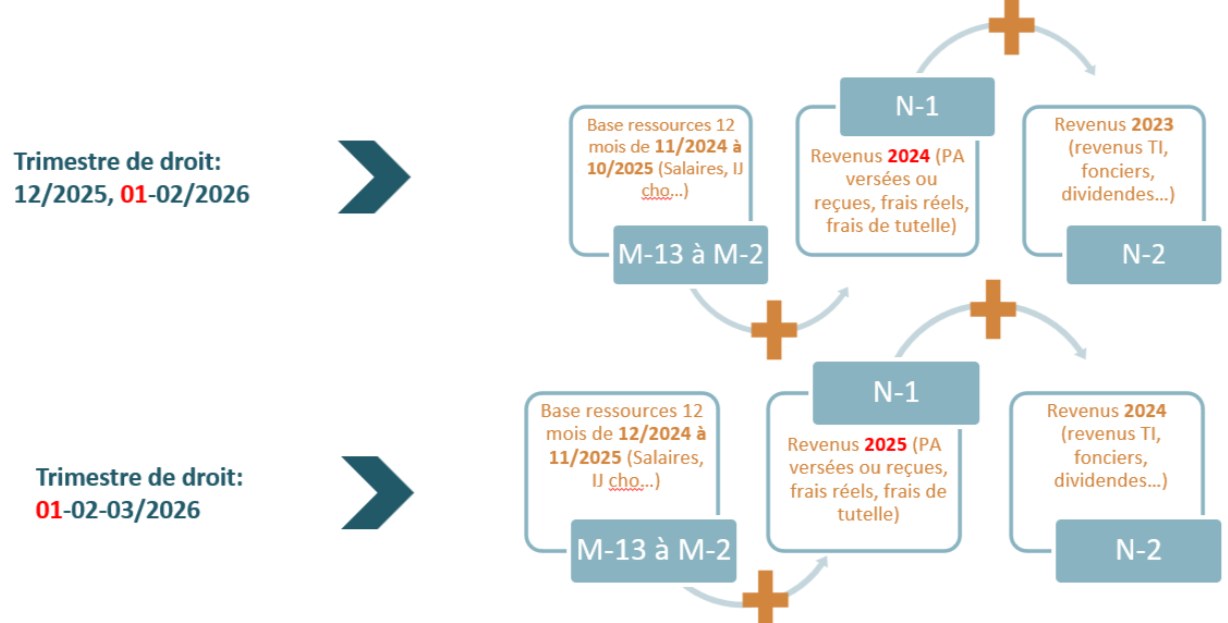 Trimestre de droit:
12/2025, 01-02/2026
Base ressources 12
mois de 11/2024 à
10/2025 (Salaires, IJ
cho...)
M-13 à M-2
N-1
Revenus 2024 (PA
versées ou
reçues, frais réels,
frais de tutelle)
Revenus 2023
(revenus TI,
fonciers,
dividendes...)
N-2
Trimestre de droit:
01-02-03/2026
Base ressources 12
mois de 12/2024 à
11/2025 (Salaires,
IJ cho...)
M-13 à M-2
N-1
Revenus 2025 (PA
versées ou reçues,
frais réels, frais de
tutelle)
Revenus 2024
(revenus TI,
fonciers,
dividendes...)
N-2